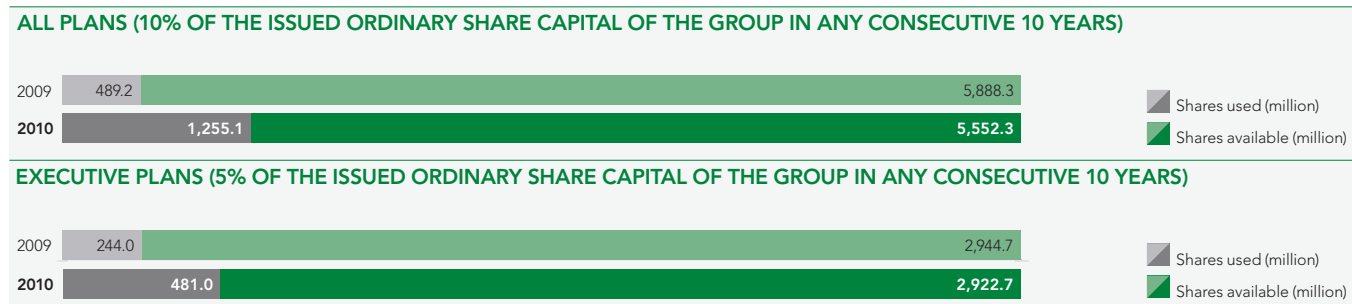 ALL PLANS (10% OF THE ISSUED ORDINARY SHARE CAPITAL OF THE GROUP IN ANY CONSECUTIVE 10 YEARS)
2009 489.2 5,888.3
2010 1,255.1 5,552.3
Shares used (million)
Shares available (million)
EXECUTIVE PLANS (5% OF THE ISSUED ORDINARY SHARE CAPITAL OF THE GROUP IN ANY CONSECUTIVE 10 YEARS)
2009 244.0 2,944.7
2010 481.0 2,922.7
Shares used (million)
Shares available (million)